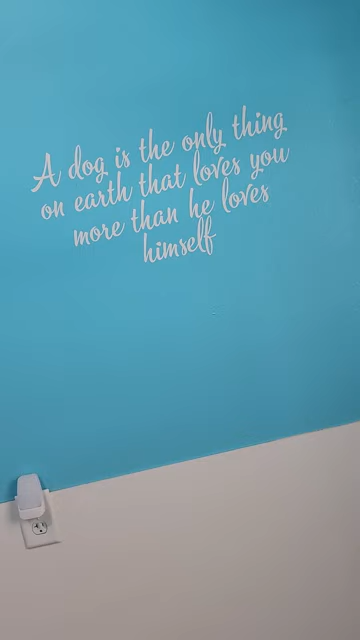 A dog is the only thing
on earth that loves you
more than he loves
himself